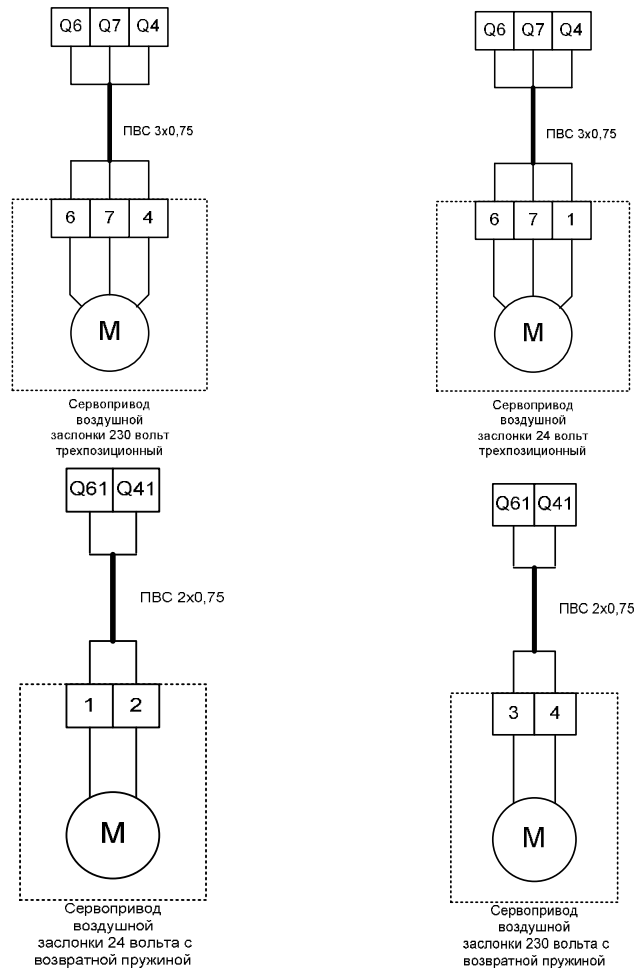 Q6 Q7 Q4
ПВС 3х0,75
6 7 4
М
Сервопривод
воздушной
заслонки 230 вольт
трехпозиционный
Q6 Q7 Q4
ПВС 3х0,75
6 7 1
М
Сервопривод
воздушной
заслонки 24 вольт
трехпозиционный
Q61 Q41
ПВС 2х0,75
1 2
М
Сервопривод
воздушной
заслонки 24 вольта с
возвратной пружиной
Q61 Q41
ПВС 2х0,75
3 4
М
Сервопривод
воздушной
заслонки 230 вольта с
возвратной пружиной